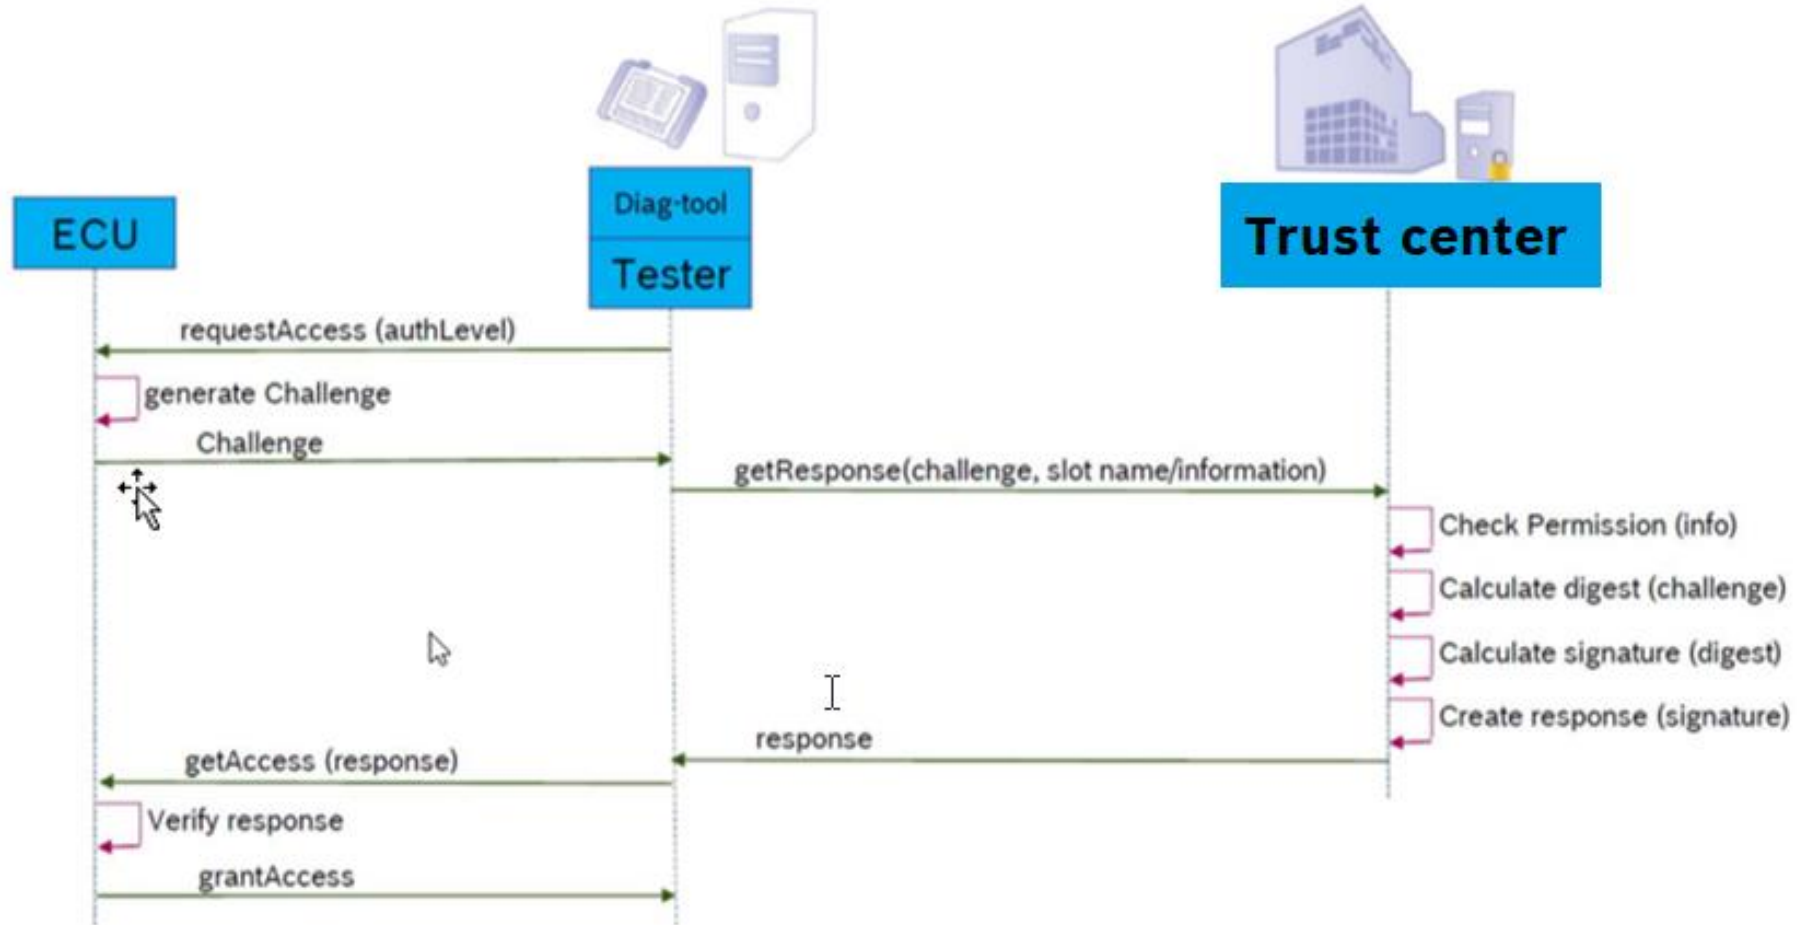 Diag-tool
ECU
Tester
Trust center
requestAccess (authLevel)
generate Challenge
Challenge
getResponse(challenge, slot name/information)
Check Permission (info)
Calculate digest (challenge)
Calculate signature (digest)
Create response (signature)
response
getAccess (response)
Verify response
grantAccess